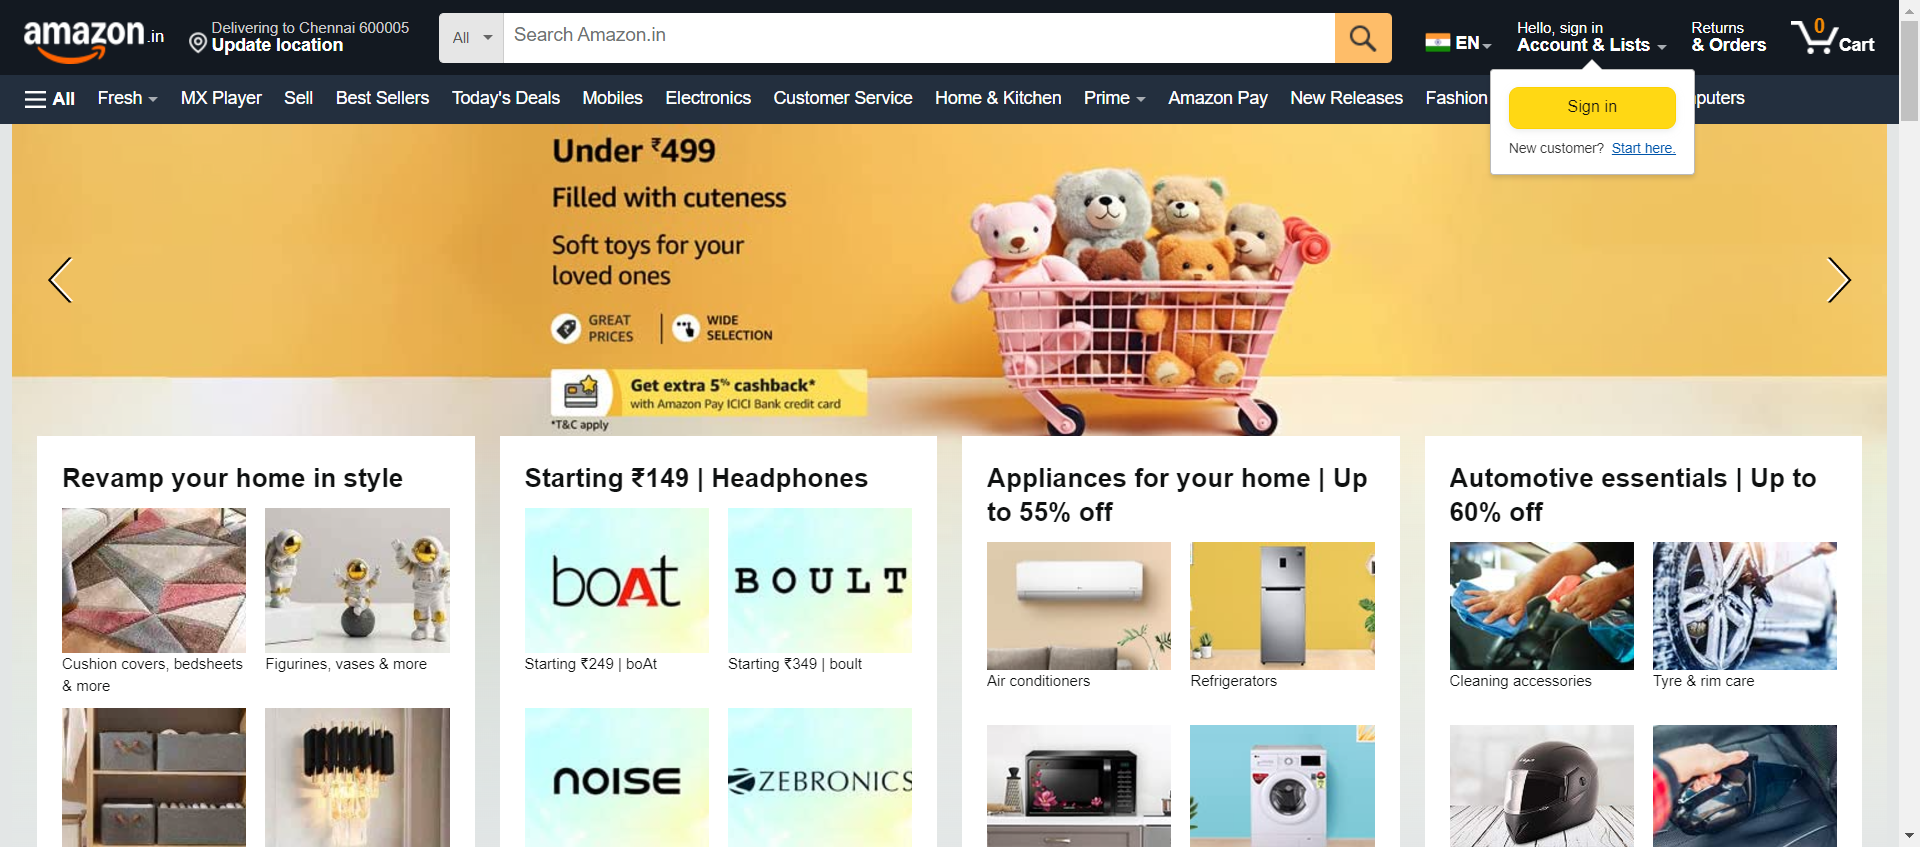 amazon.in
Delivering to Chennai 600005
Update location
All
Search Amazon.in
EN
Hello, sign in
Account & Lists
Returns
& Orders
0
Cart
All
Fresh
MX Player
Sell
Best Sellers
Today's Deals
Mobiles
Electronics
Customer Service
Home & Kitchen
Prime
Amazon Pay
New Releases
Fashion
puters
Sign in
New customer? Start here.
Under ₹499
Filled with cuteness
Soft toys for your
loved ones
GREAT
PRICES
WIDE
SELECTION
Get extra 5% cashback*
with Amazon Pay ICICI Bank credit card
*T&C apply
Revamp your home in style
Cushion covers, bedsheets
& more
Figurines, vases & more
Starting ₹149 | Headphones
boAt
BOULT
Starting ₹249 | boAt
Starting ₹349 | boult
noise
ZEBRONICS
Appliances for your home | Up
to 55% off
Air conditioners
Refrigerators
Automotive essentials | Up to
60% off
Cleaning accessories
Tyre & rim care